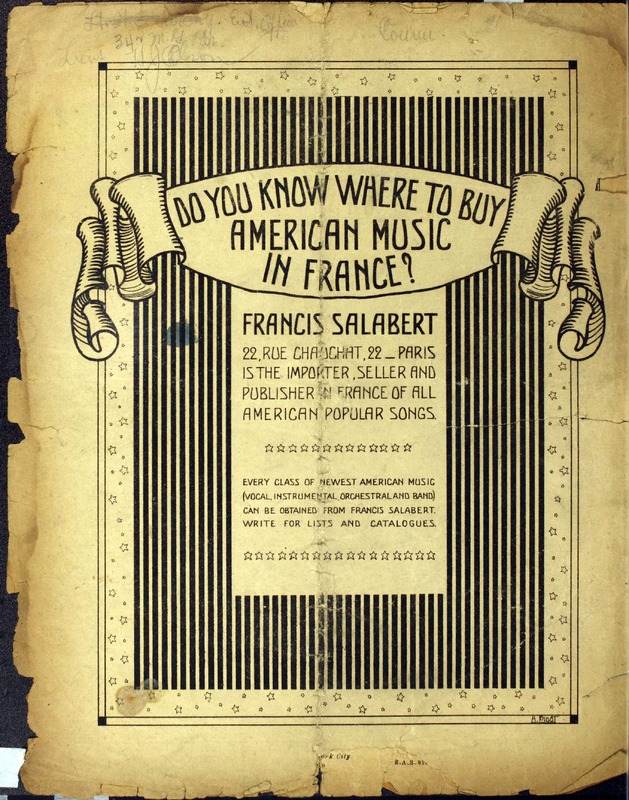 347
DO YOU KNOW WHERE TO BUY
AMERICAN MUSIC
IN FRANCE?
FRANCIS SALABERT
22, RUE CHAUCHAT, 22 _ PARIS
IS THE IMPORTER, SELLER AND
PUBLISHER IN FRANCE OF ALL
AMERICAN POPULAR SONGS.
EVERY CLASS OF NEWEST AMERICAN MUSIC
(VOCAL, INSTRUMENTAL, ORCHESTRAL AND BAND)
CAN BE OBTAINED FROM FRANCIS SALABERT.
WRITE FOR LISTS AND CATALOGUES.
City.